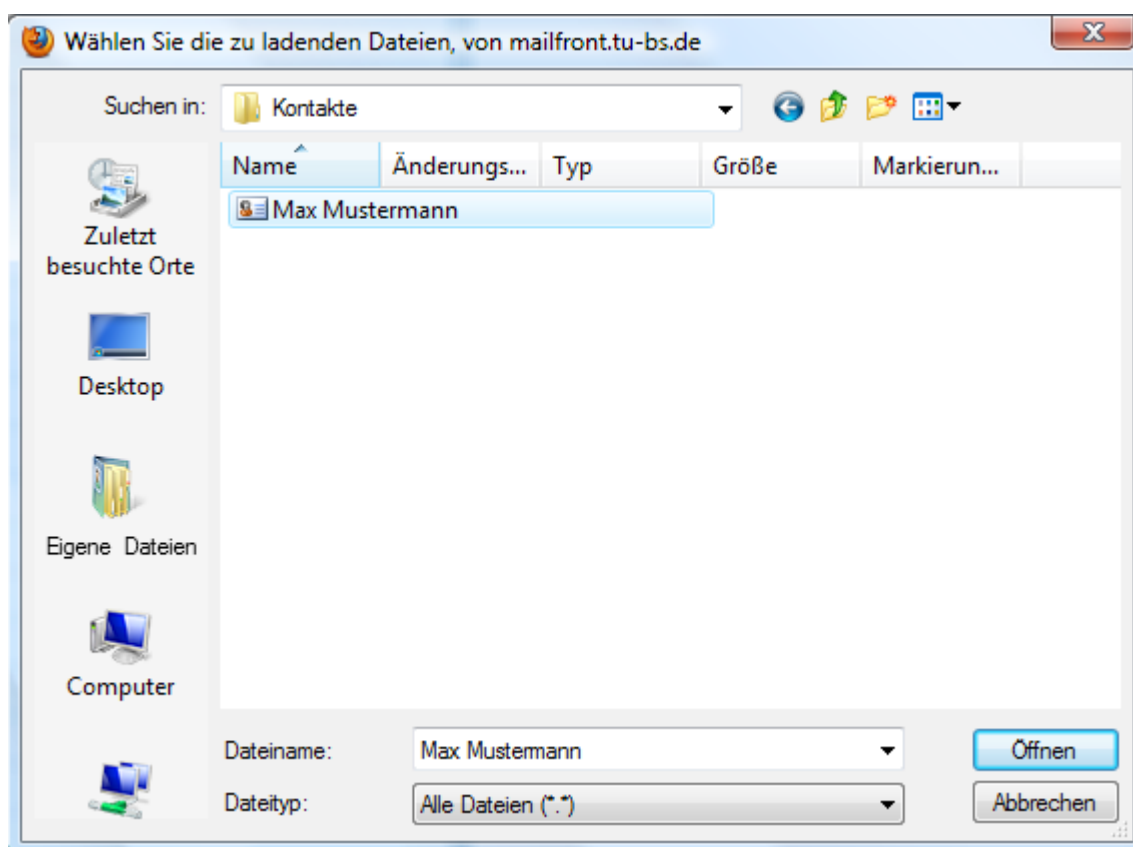 Wählen Sie die zu ladenden Dateien, von mailfront.tu-bs.de
Suchen in:
Kontakte
Name
Änderungs...
Typ
Größe
Markierun...
Max Mustermann
Zuletzt
besuchte Orte
Desktop
Eigene Dateien
Computer
Dateiname:
Max Mustermann
Öffnen
Dateityp:
Alle Dateien (*.*)
Abbrechen